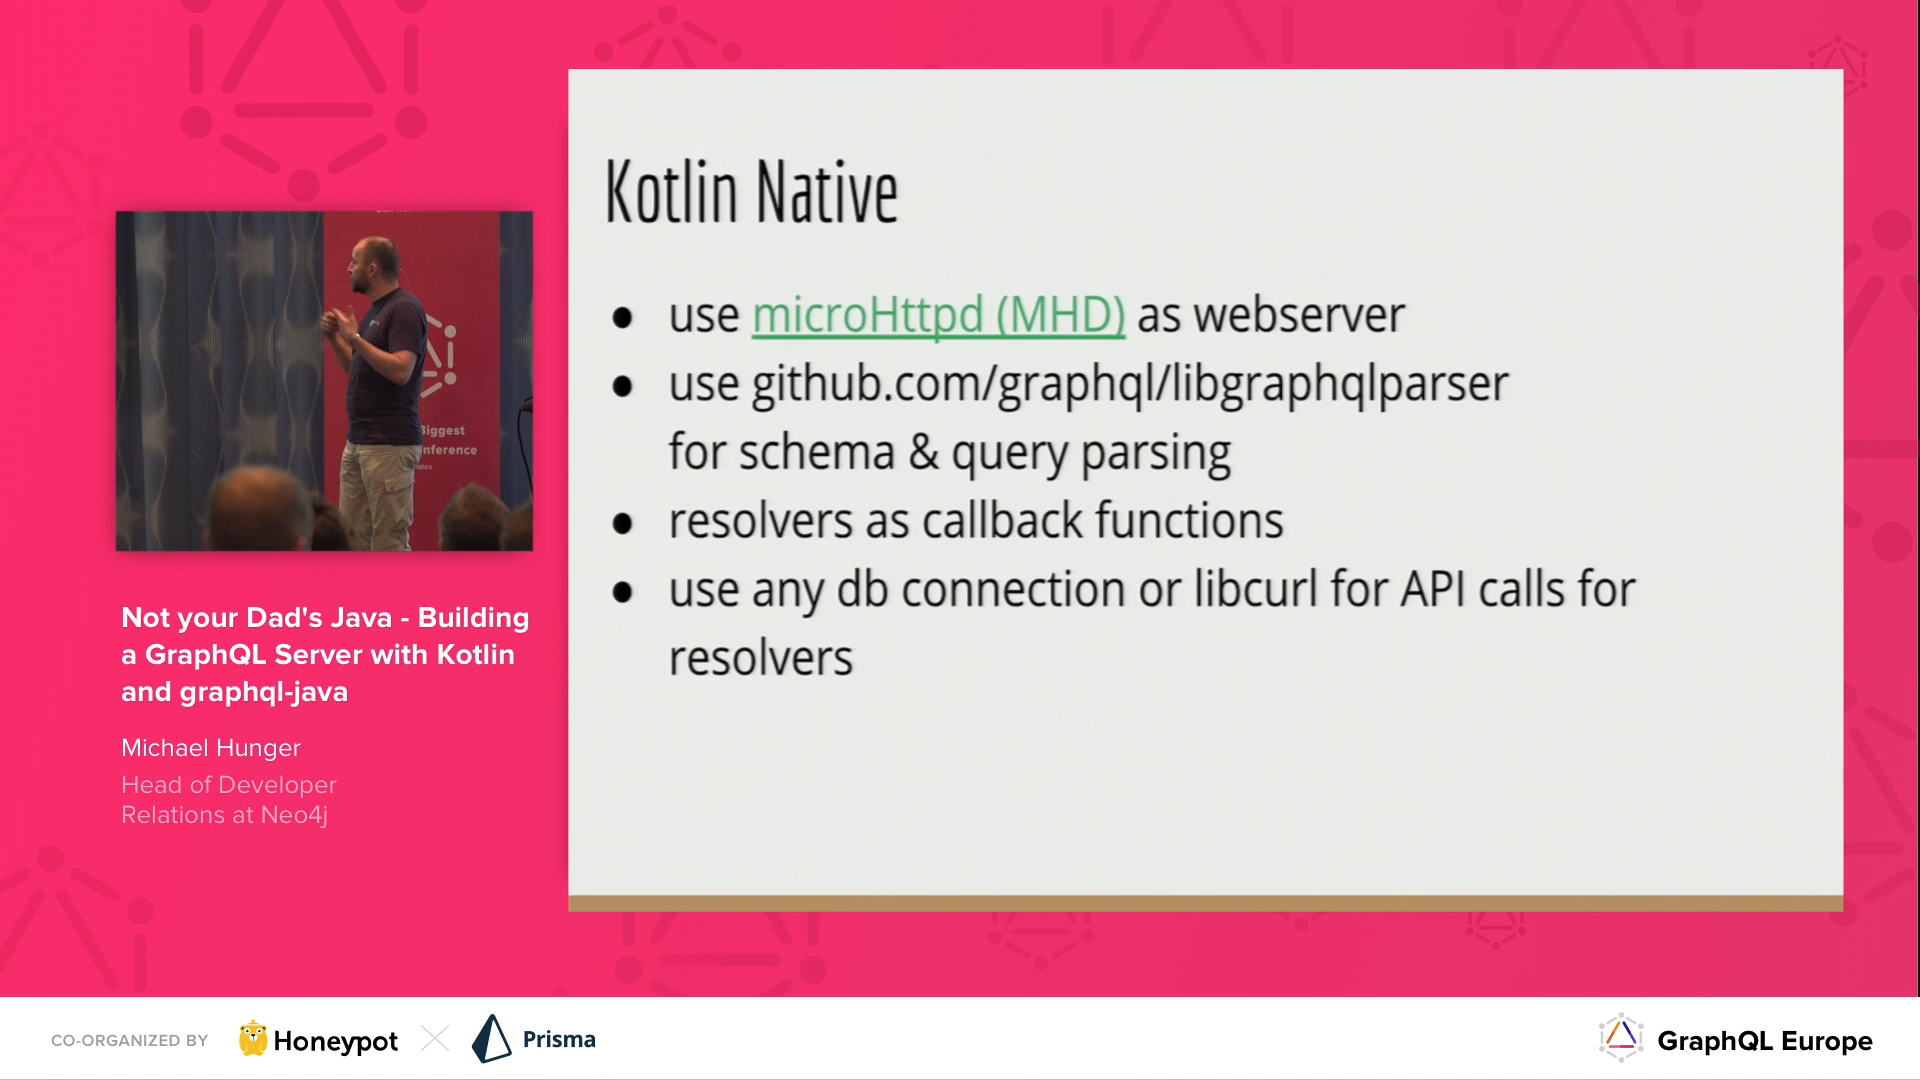 Kotlin Native
● use microHttpd (MHD) as webserver
● use github.com/graphql/libgraphqlparser
for schema & query parsing
● resolvers as callback functions
● use any db connection or libcurl for API calls for
resolvers
Biggest
nference
Not your Dad's Java - Building
a GraphQL Server with Kotlin
and graphql-java
Michael Hunger
Head of Developer
Relations at Neo4j
CO-ORGANIZED BY Honeypot Prisma GraphQL Europe